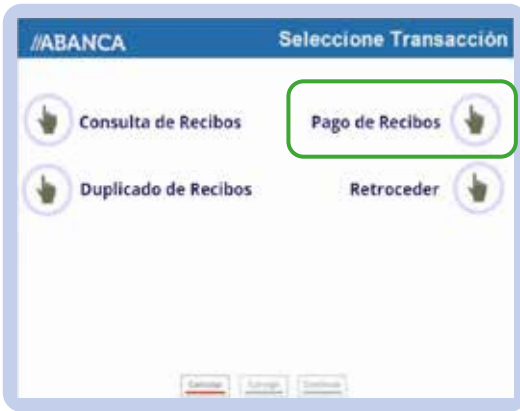 //ABANCA
Seleccione Transacción
Consulta de Recibos
Pago de Recibos
Duplicado de Recibos
Retroceder